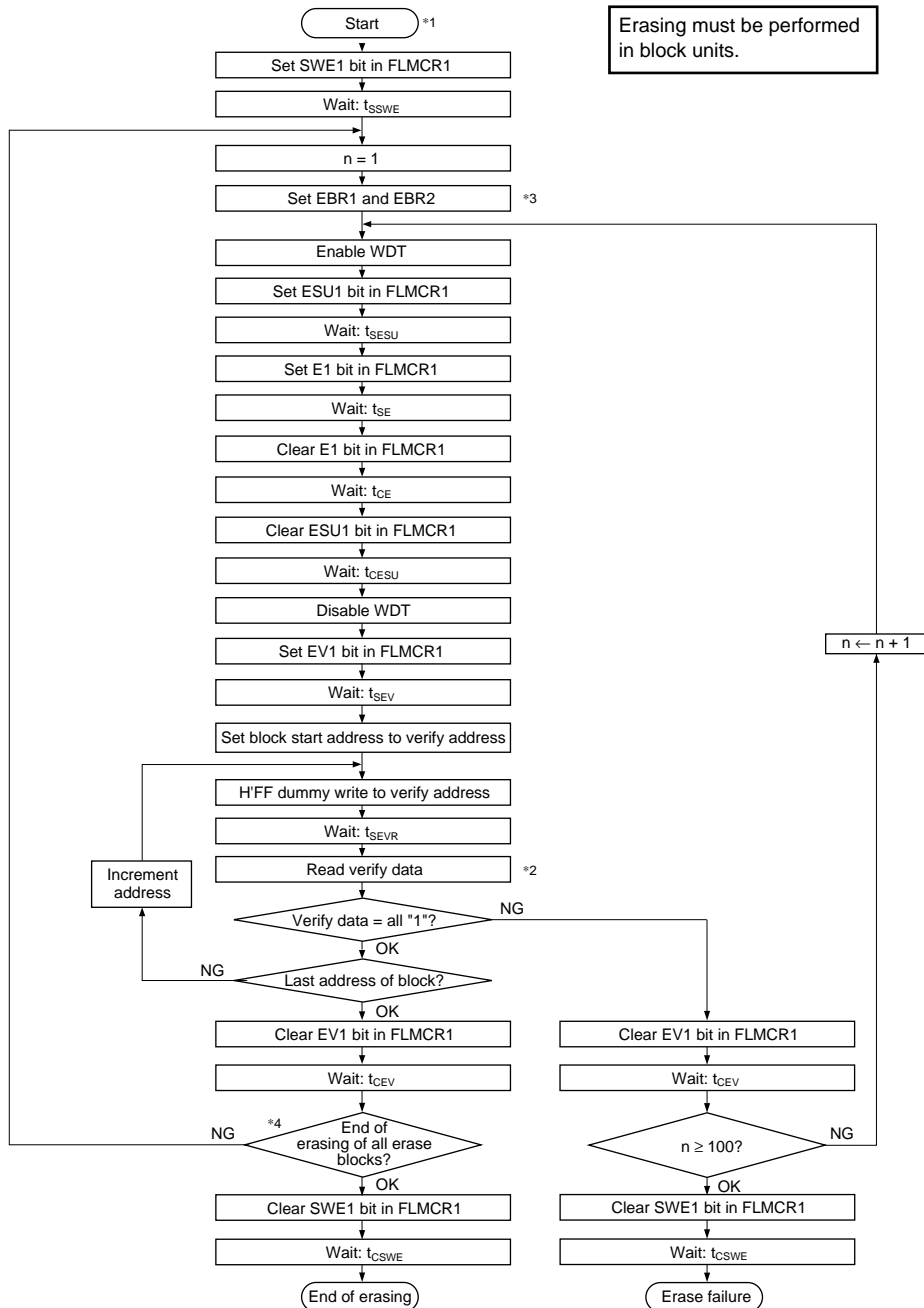 Start
*1
Erasing must be performed
in block units.
Set SWE1 bit in FLMCR1
Wait: tSSWE
n = 1
Set EBR1 and EBR2
*3
Enable WDT
Set ESU1 bit in FLMCR1
Wait: tSESU
Set E1 bit in FLMCR1
Wait: tSE
Clear E1 bit in FLMCR1
Wait: tCE
Clear ESU1 bit in FLMCR1
Wait: tCESU
Disable WDT
Set EV1 bit in FLMCR1
n ← n + 1
Wait: tSEV
Set block start address to verify address
H'FF dummy write to verify address
Wait: tSEVR
Increment
address
Read verify data
*2
Verify data = all "1"?
NG
OK
NG
Last address of block?
OK
Clear EV1 bit in FLMCR1
Clear EV1 bit in FLMCR1
Wait: tCEV
Wait: tCEV
NG
*4
End of
erasing of all erase
blocks?
n ≥ 100?
NG
OK
OK
Clear SWE1 bit in FLMCR1
Clear SWE1 bit in FLMCR1
Wait: tCSWE
Wait: tCSWE
End of erasing
Erase failure